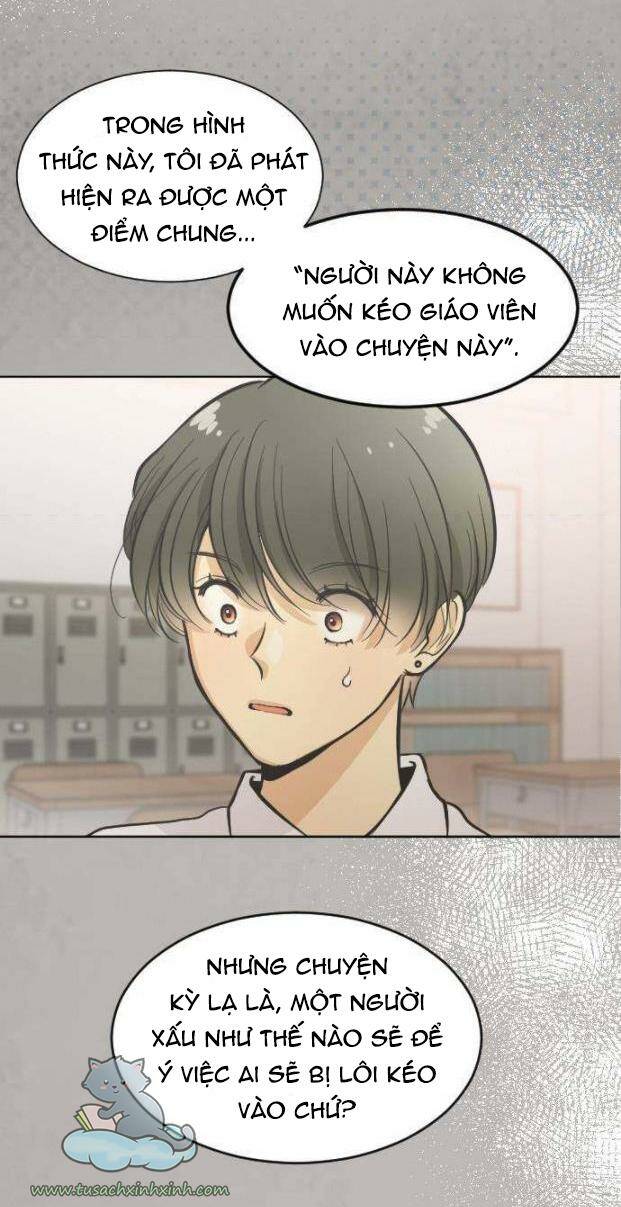 TRONG HÌNH
THỨC NÀY, TÔI ĐÃ PHÁT
HIỆN RA ĐƯỢC MỘT
ĐIỂM CHUNG...
"NGƯỜI NÀY KHÔNG
MUỐN KÉO GIÁO VIÊN
VÀO CHUYỆN NÀY".
NHƯNG CHUYỆN
KỲ LẠ LÀ, MỘT NGƯỜI
XẤU NHƯ THẾ NÀO SẼ ĐỂ
Ý VIỆC AI SẼ BỊ LÔI KÉO
VÀO CHỨ?
www.tusachxinhxinh.com